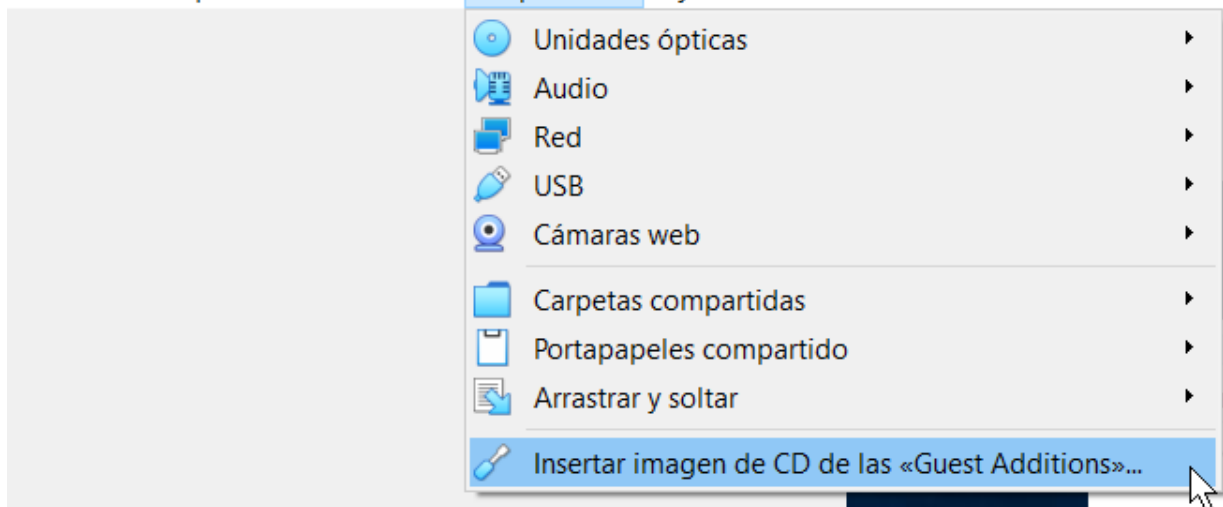 Unidades ópticas
Audio
Red
USB
Cámaras web
Carpetas compartidas
Portapapeles compartido
Arrastrar y soltar
Insertar imagen de CD de las «Guest Additions»...